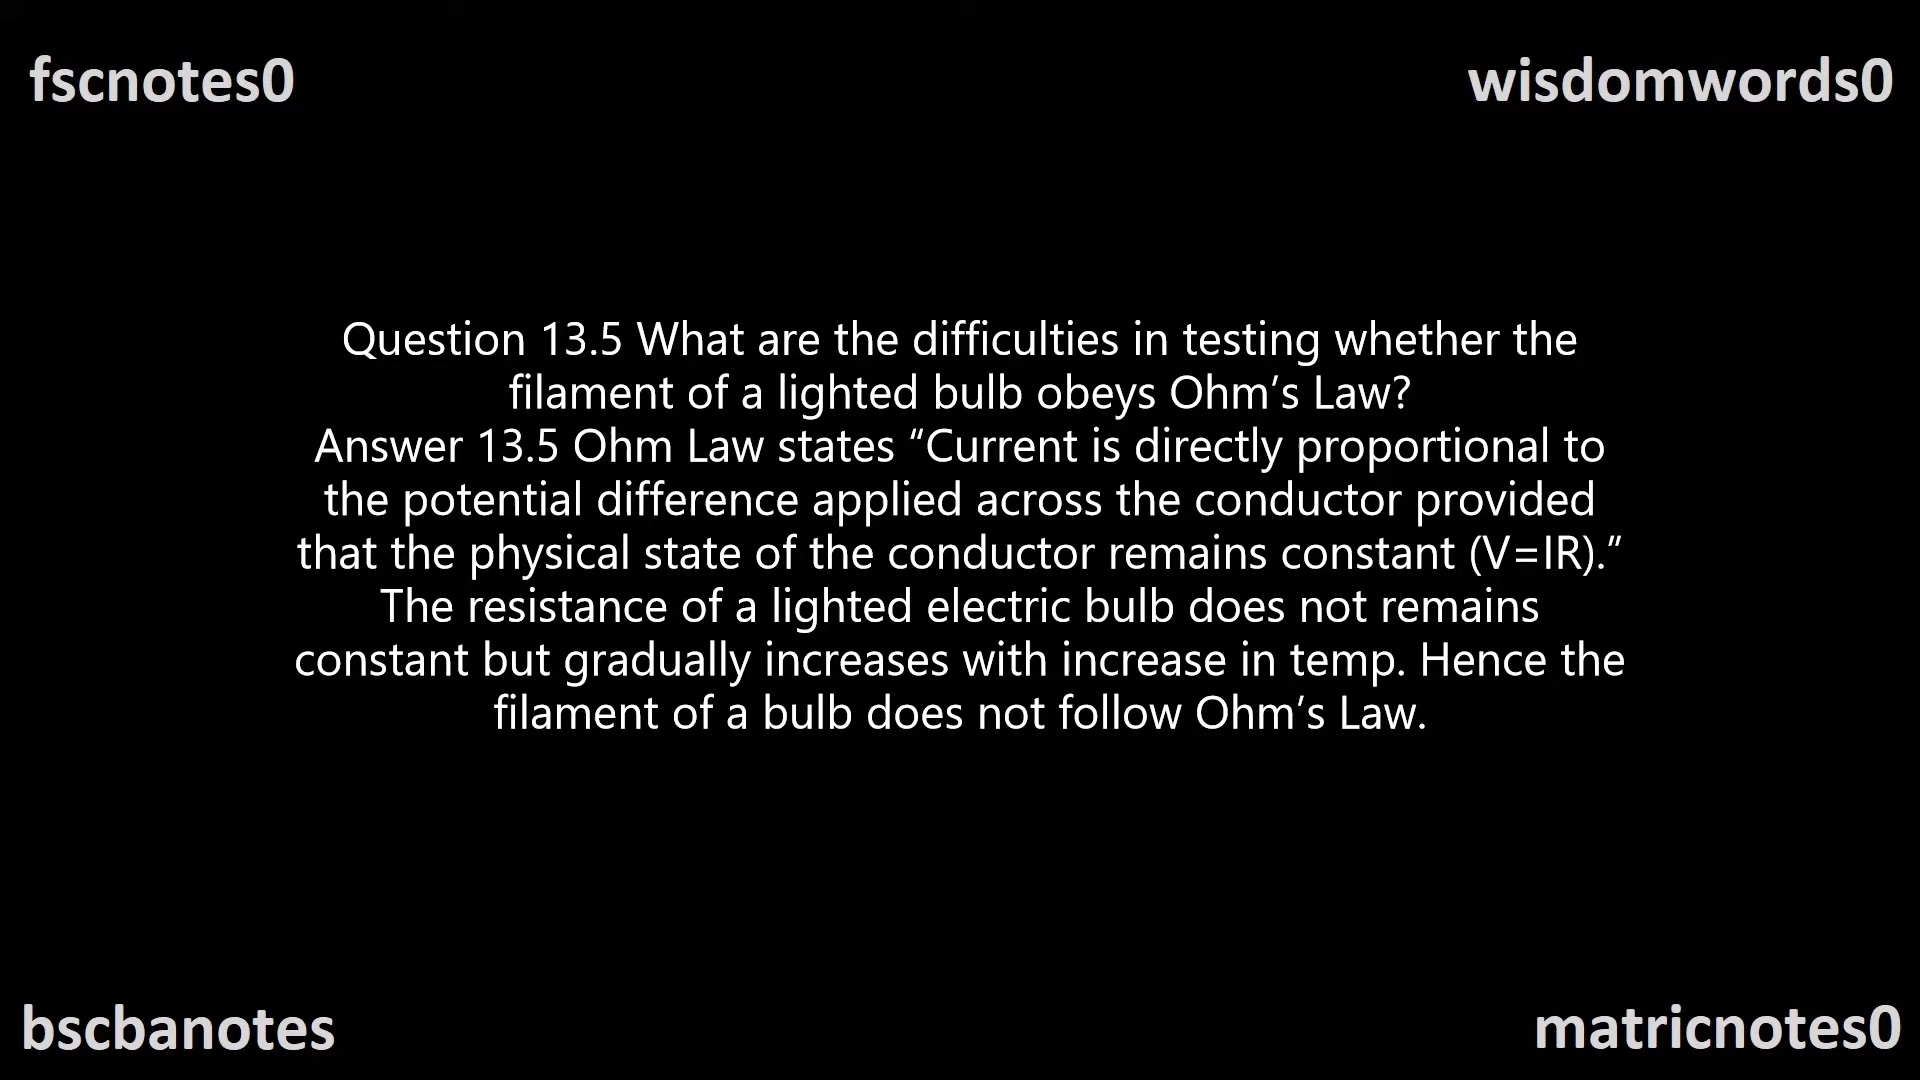 fscnotes0
wisdomwords0
Question 13.5 What are the difficulties in testing whether the
filament of a lighted bulb obeys Ohm’s Law?
Answer 13.5 Ohm Law states “Current is directly proportional to
the potential difference applied across the conductor provided
that the physical state of the conductor remains constant (V=IR).”
The resistance of a lighted electric bulb does not remains
constant but gradually increases with increase in temp. Hence the
filament of a bulb does not follow Ohm’s Law.
bscbanotes
matricnotes0